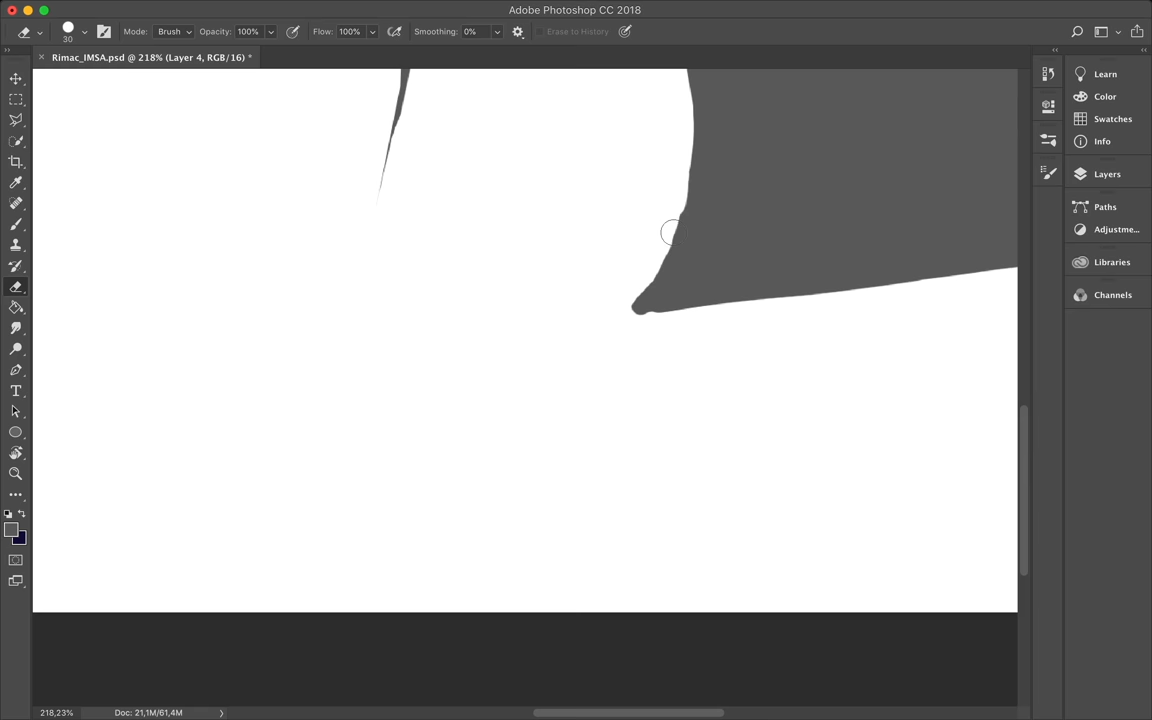 Adobe Photoshop CC 2018
30
Mode: Brush Opacity: 100% Flow: 100% Smoothing: 0% Erase to History
Rimac_IMSA.psd @ 218% (Layer 4, RGB/16) *
Learn
Color
Swatches
Info
Layers
Paths
Adjustme...
Libraries
Channels
218,23% Doc: 21,1M/61,4M